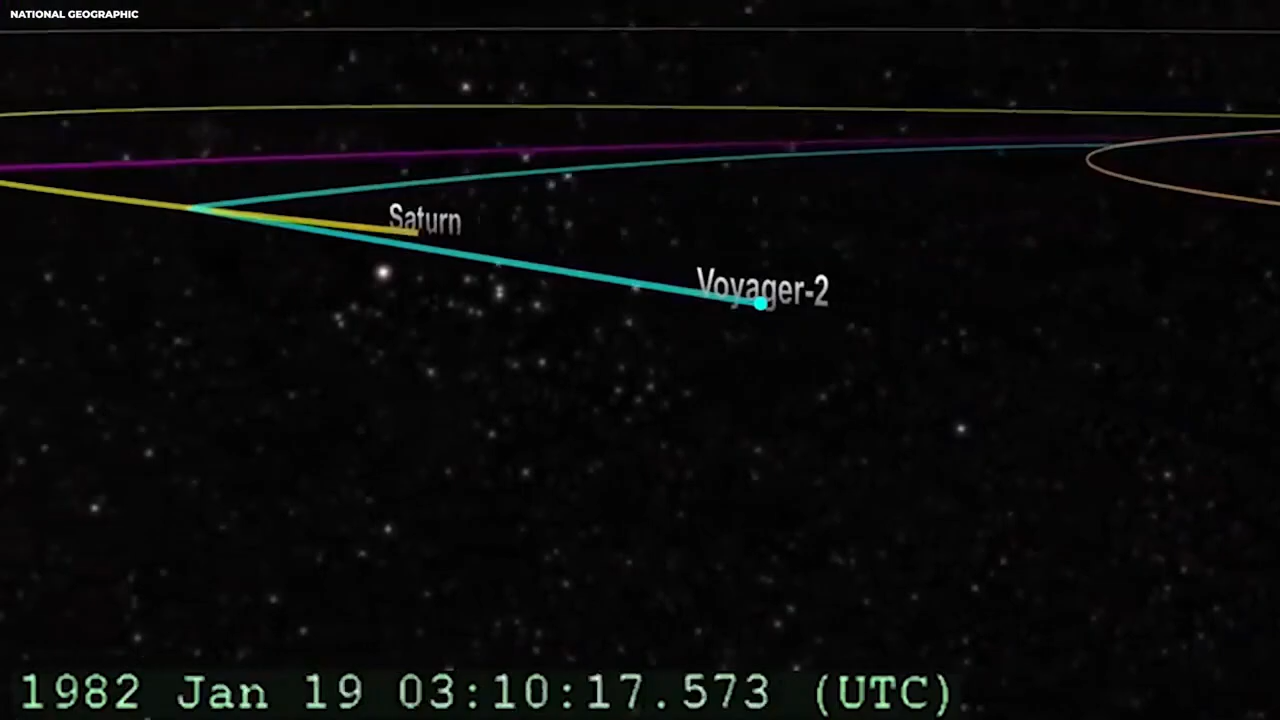 NATIONAL GEOGRAPHIC
Saturn
Voyager-2
1982 Jan 19 03:10:17.573 (UTC)